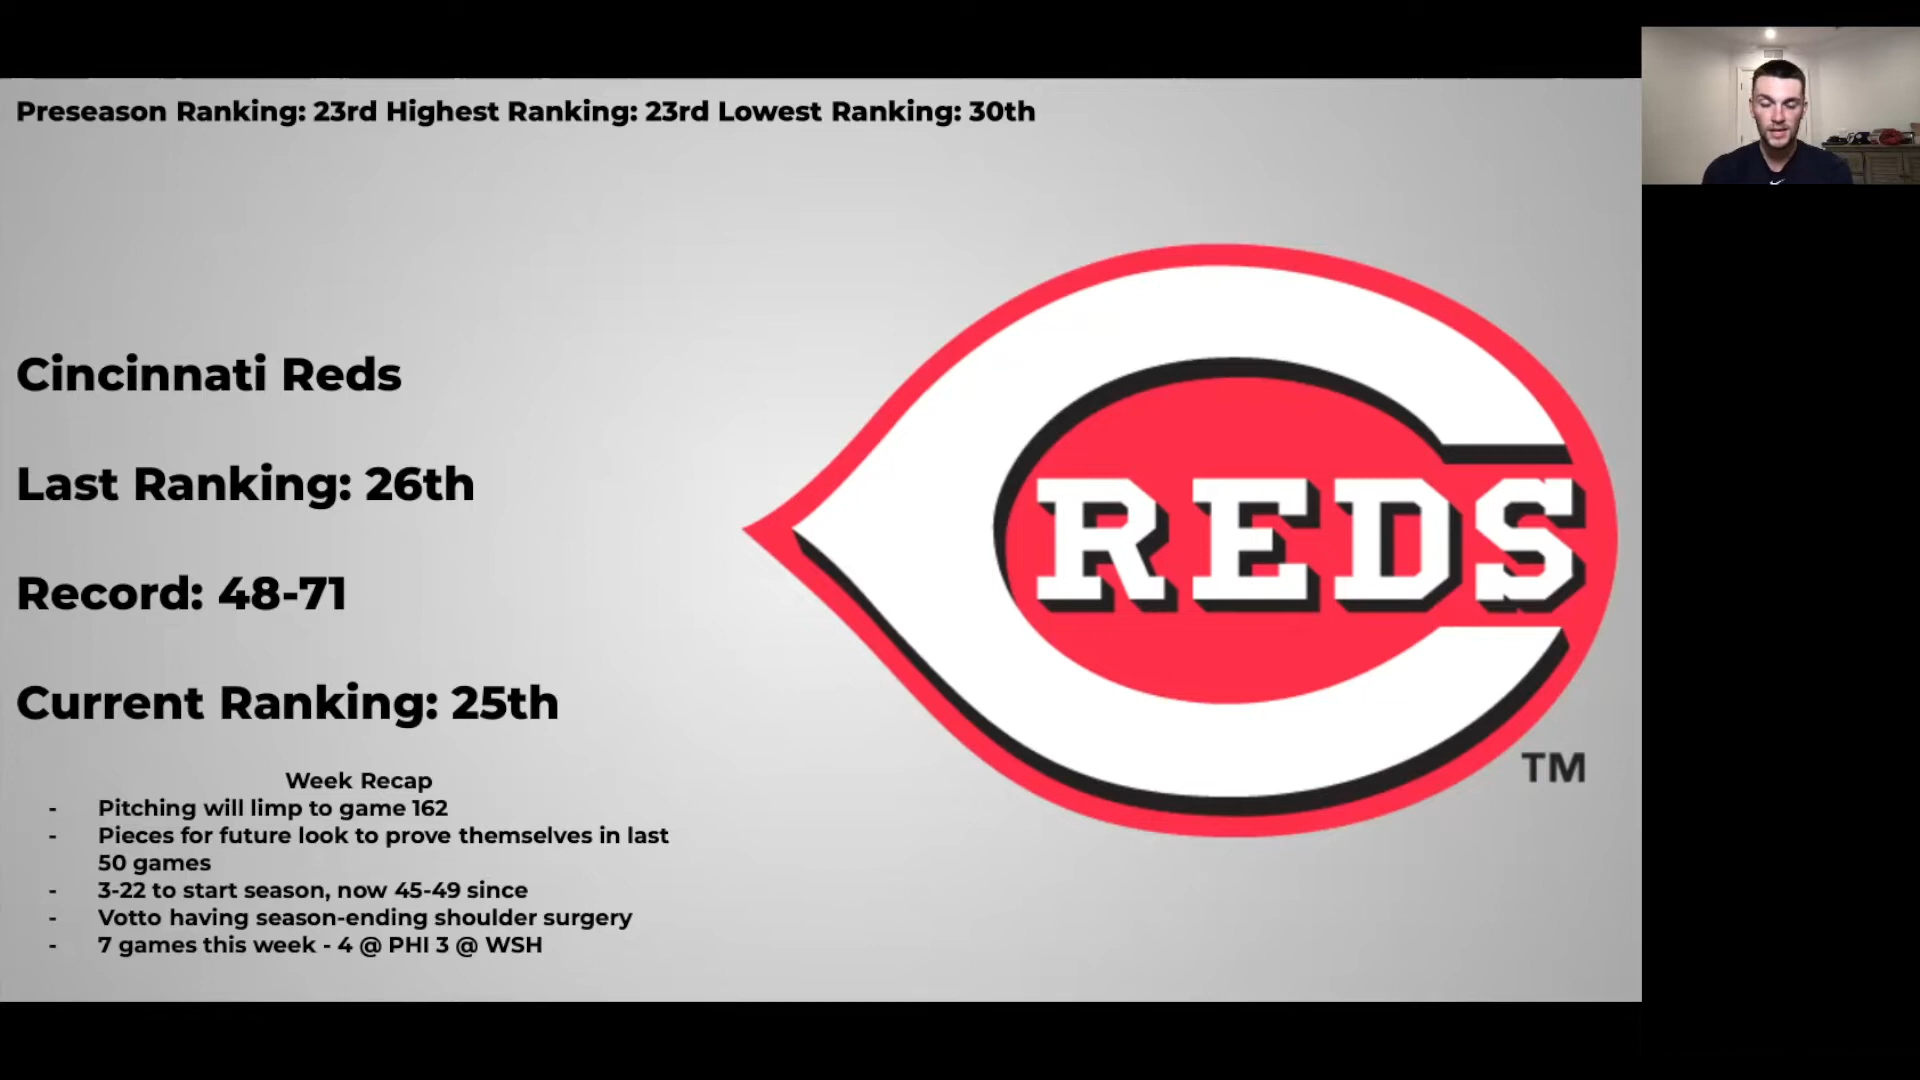 Preseason Ranking: 23rd Highest Ranking: 23rd Lowest Ranking: 30th
Cincinnati Reds
Last Ranking: 26th
Record: 48-71
Current Ranking: 25th
Week Recap
- Pitching will limp to game 162
- Pieces for future look to prove themselves in last
50 games
- 3-22 to start season, now 45-49 since
- Votto having season-ending shoulder surgery
- 7 games this week - 4 @ PHI 3 @ WSH
REDS
TM